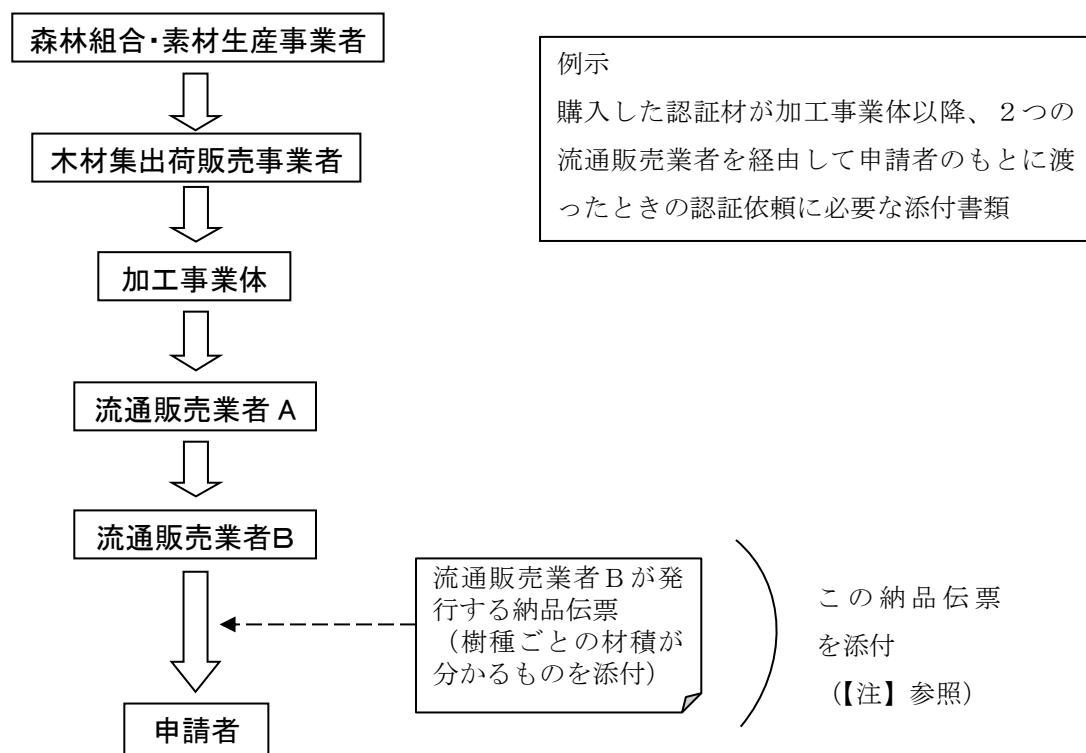 森林組合・素材生産事業者
例示
購入した認証材が加工事業体以降、２つの
流通販売業者を経由して申請者のもとに渡
ったときの認証依頼に必要な添付書類
木材集出荷販売事業者
加工事業体
流通販売業者 A
流通販売業者B
流通販売業者Ｂが発
行する納品伝票
（樹種ごとの材積が
分かるものを添付）
この納品伝票
を添付
（【注】参照）
申請者